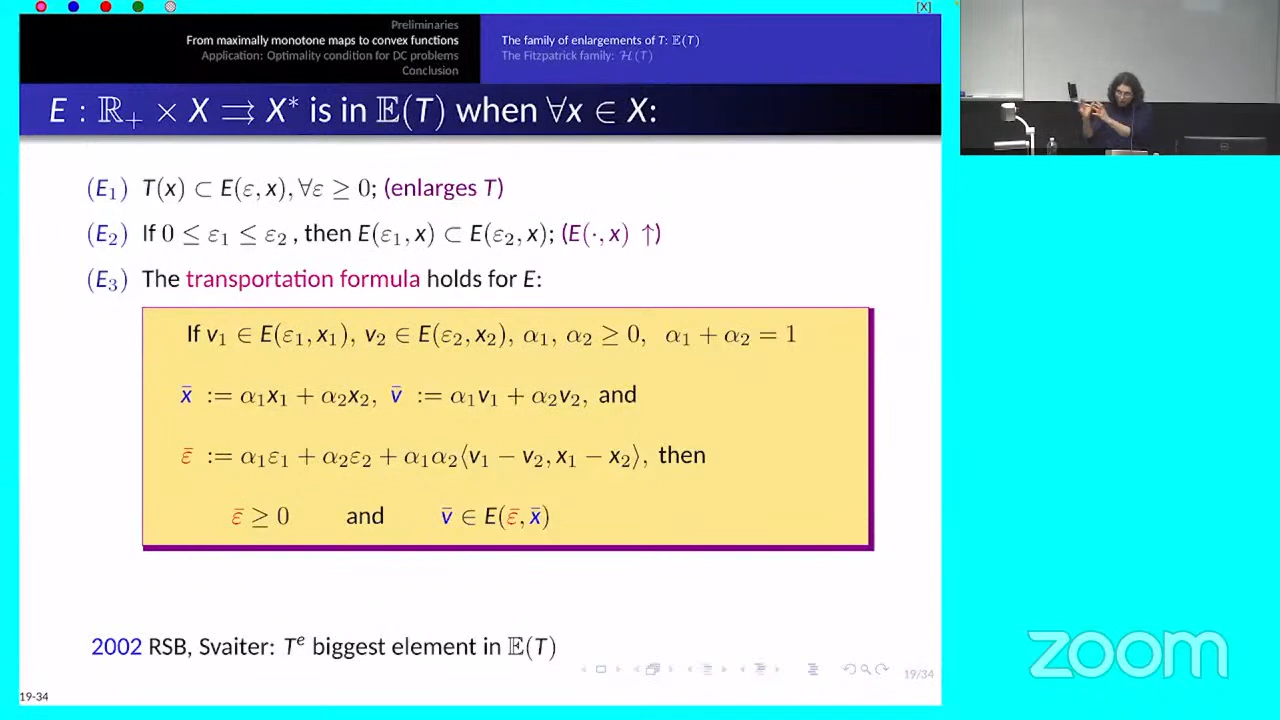 [X]
Preliminaries
From maximally monotone maps to convex functions
Application: Optimality condition for DC problems
Conclusion
The family of enlargements of T: 𝔼(T)
The Fitzpatrick family: ℋ(T)
E : ℝ₊ × X ⇉ X* is in 𝔼(T) when ∀x ∈ X:
(E₁) T(x) ⊂ E(ε, x), ∀ε ≥ 0; (enlarges T)
(E₂) If 0 ≤ ε₁ ≤ ε₂ , then E(ε₁, x) ⊂ E(ε₂, x); (E(·, x) ↑)
(E₃) The transportation formula holds for E:
If v₁ ∈ E(ε₁, x₁), v₂ ∈ E(ε₂, x₂), α₁, α₂ ≥ 0, α₁ + α₂ = 1
x̄ := α₁x₁ + α₂x₂, v̄ := α₁v₁ + α₂v₂, and
ε̄ := α₁ε₁ + α₂ε₂ + α₁α₂⟨v₁ − v₂, x₁ − x₂⟩, then
ε̄ ≥ 0 and v̄ ∈ E(ε̄, x̄)
2002 RSB, Svaiter: Tᵉ biggest element in 𝔼(T)
19/34
19-34
zoom